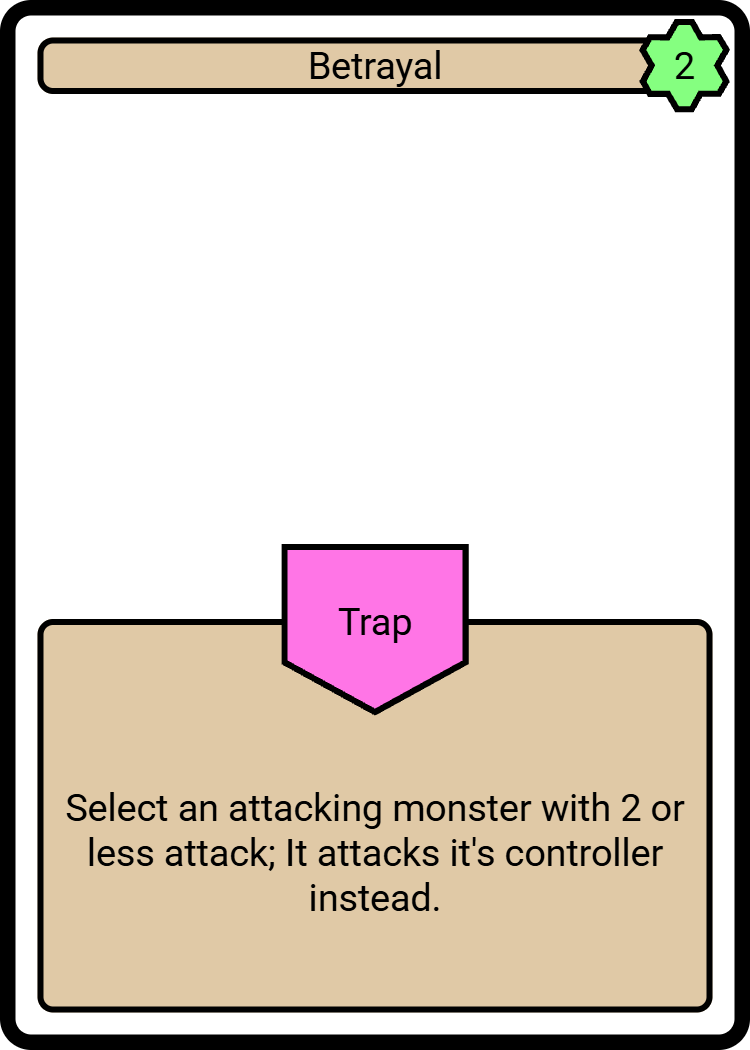 Betrayal
2
Trap
Select an attacking monster with 2 or
less attack; It attacks it's controller
instead.